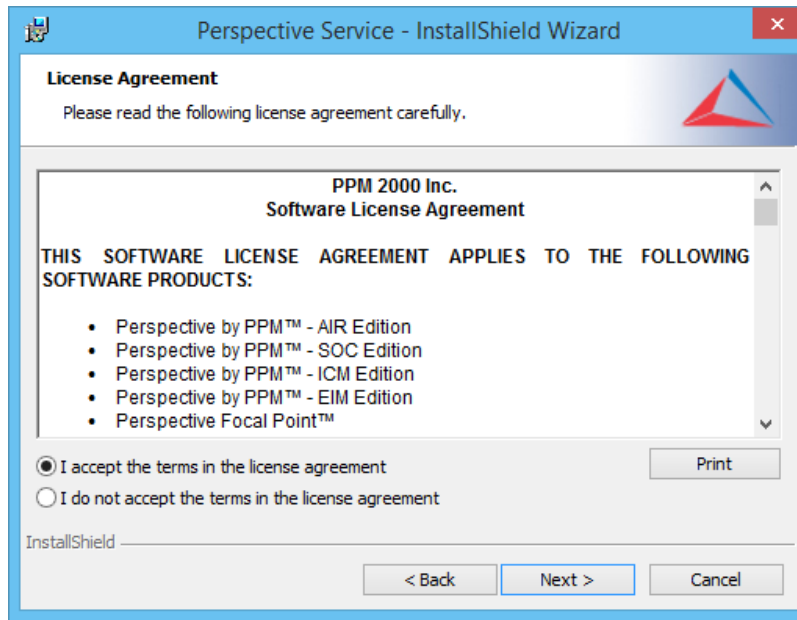 Perspective Service - InstallShield Wizard
License Agreement
Please read the following license agreement carefully.
PPM 2000 Inc.
Software License Agreement
THIS SOFTWARE LICENSE AGREEMENT APPLIES TO THE FOLLOWING
SOFTWARE PRODUCTS:
• Perspective by PPM™ - AIR Edition
• Perspective by PPM™ - SOC Edition
• Perspective by PPM™ - ICM Edition
• Perspective by PPM™ - EIM Edition
• Perspective Focal Point™
I accept the terms in the license agreement
Print
I do not accept the terms in the license agreement
InstallShield
< Back Next > Cancel